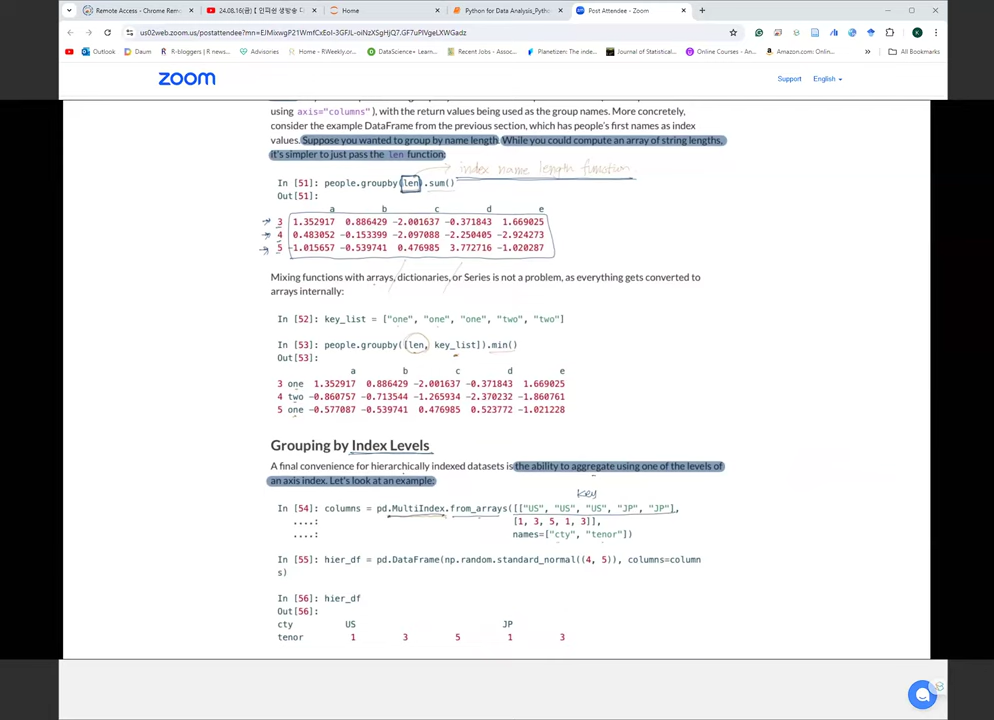 Remote Access - Chrome Remo
24.08.16(금)
Home
Python for Data Analysis_Pyth
Post Attendee - Zoom
us02web.zoom.us/postattendee?mn=
Outlook
Daum
R-bloggers | R news...
Advisories
Home - RWeekly.or...
DataScience+ Learn...
Recent Jobs - Accou...
Planetizen: The inde...
Journal of Statistical...
Online Courses - An...
Amazon.com: Onlin...
All Bookmarks
zoom
Support
English
using axis="columns"), with the return values being used as the group names. More concretely,
consider the example DataFrame from the previous section, which has people's first names as index
values. Suppose you wanted to group by name length. While you could compute an array of string lengths,
it's simpler to just pass the len function:
index name length function
In [51]: people.groupby(len).sum()
Out[51]:
a b c d e
3 1.352917 0.886429 -2.001637 -0.371843 1.669025
4 0.483052 -0.153399 -2.097088 -2.250405 -2.924273
5 -1.015657 -0.539741 0.476985 3.772716 -1.020287
Mixing functions with arrays, dictionaries, or Series is not a problem, as everything gets converted to
arrays internally:
In [52]: key_list = ["one", "one", "one", "two", "two"]
In [53]: people.groupby([len, key_list]).min()
Out[53]:
a b c d e
3 one 1.352917 0.886429 -2.001637 -0.371843 1.669025
4 two -0.860757 -0.713544 -1.265934 -2.370232 -1.860761
5 one -0.577087 -0.539741 0.476985 0.523772 -1.021228
Grouping by Index Levels
A final convenience for hierarchically indexed datasets is the ability to aggregate using one of the levels of
an axis index. Let's look at an example:
key
In [54]: columns = pd.MultiIndex.from_arrays([["US", "US", "US", "JP", "JP"],
....: [1, 3, 5, 1, 3]],
....: names=["cty", "tenor"])
In [55]: hier_df = pd.DataFrame(np.random.standard_normal((4, 5)), columns=column
s)
In [56]: hier_df
Out[56]:
cty US JP
tenor 1 3 5 1 3